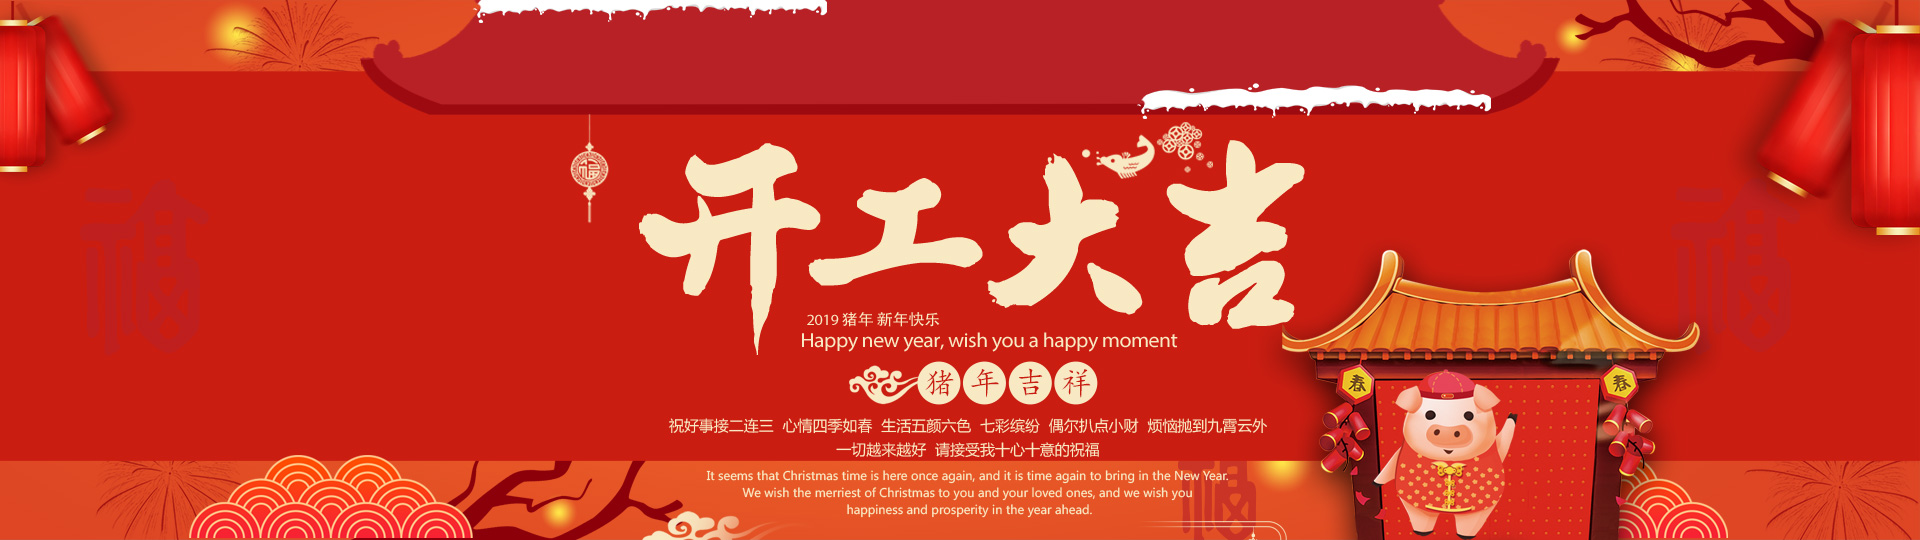 福
开工大吉
2019 猪年 新年快乐
Happy new year, wish you a happy moment
猪年吉祥
祝好事接二连三 心情四季如春 生活五颜六色 七彩缤纷 偶尔扒点小财 烦恼抛到九霄云外
一切越来越好 请接受我十心十意的祝福
It seems that Christmas time is here once again, and it is time again to bring in the New Year.
We wish the merriest of Christmas to you and your loved ones, and we wish you
happiness and prosperity in the year ahead.
春
春
福
福
福